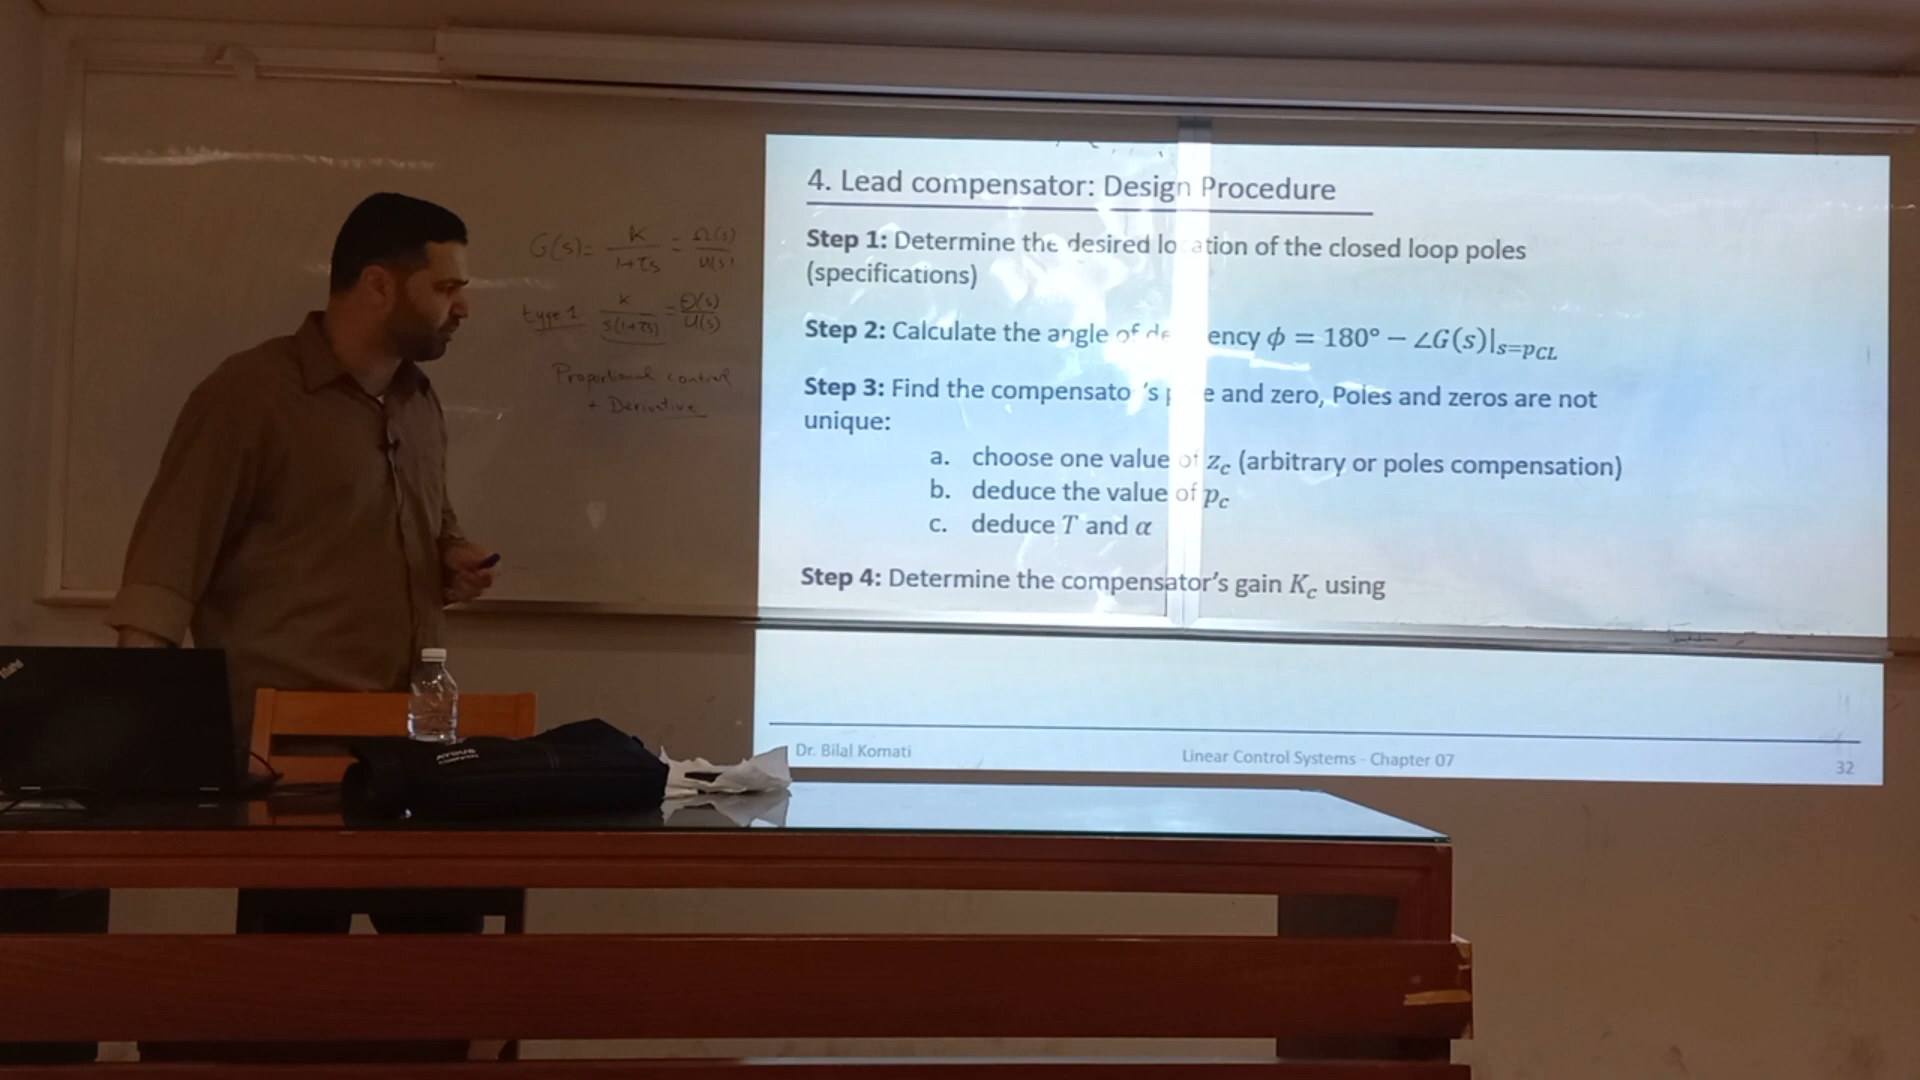 G(s)= K / 1+τs = Ω(s) / U(s)
type 1 K / s(1+τs) = Θ(s) / U(s)
Proportional control
+ Derivative
4. Lead compensator: Design Procedure
Step 1: Determine the desired location of the closed loop poles
(specifications)
Step 2: Calculate the angle of de ency ϕ = 180° − ∠G(s)|s=pCL
Step 3: Find the compensato 's p e and zero, Poles and zeros are not
unique:
a. choose one value of zc (arbitrary or poles compensation)
b. deduce the value of pc
c. deduce T and α
Step 4: Determine the compensator's gain Kc using
Dr. Bilal Komati
Linear Control Systems - Chapter 07
32